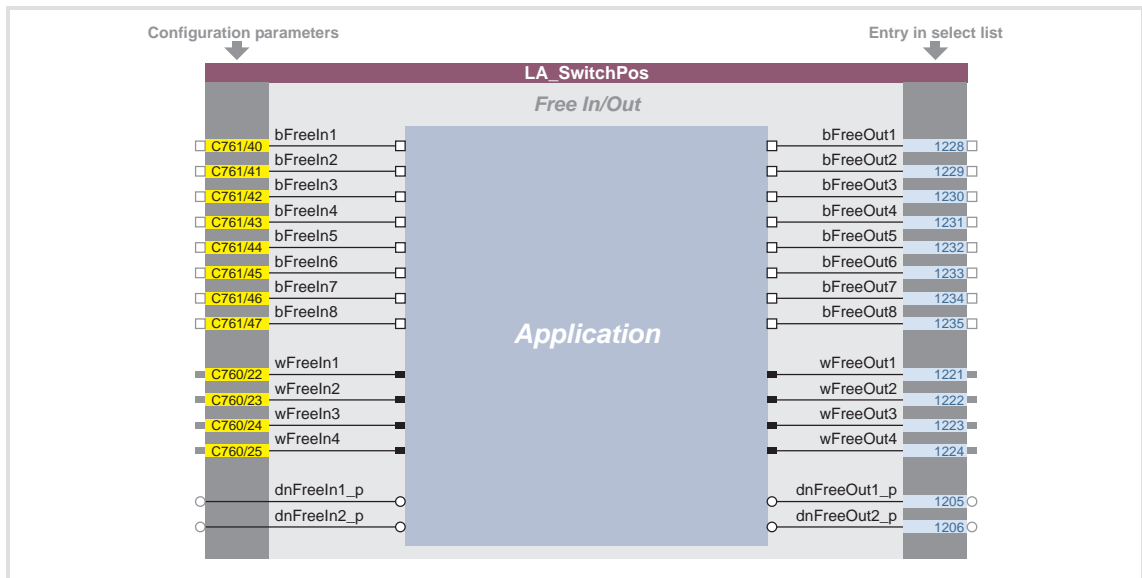 Configuration parameters Entry in select list
LA_SwitchPos
Free In/Out
bFreeIn1 bFreeOut1
C761/40 1228
bFreeIn2 bFreeOut2
C761/41 1229
bFreeIn3 bFreeOut3
C761/42 1230
bFreeIn4 bFreeOut4
C761/43 1231
bFreeIn5 bFreeOut5
C761/44 1232
bFreeIn6 bFreeOut6
C761/45 1233
bFreeIn7 bFreeOut7
C761/46 1234
bFreeIn8 bFreeOut8
C761/47 1235
Application
wFreeIn1 wFreeOut1
C760/22 1221
wFreeIn2 wFreeOut2
C760/23 1222
wFreeIn3 wFreeOut3
C760/24 1223
wFreeIn4 wFreeOut4
C760/25 1224
dnFreeIn1_p dnFreeOut1_p
1205
dnFreeIn2_p dnFreeOut2_p
1206